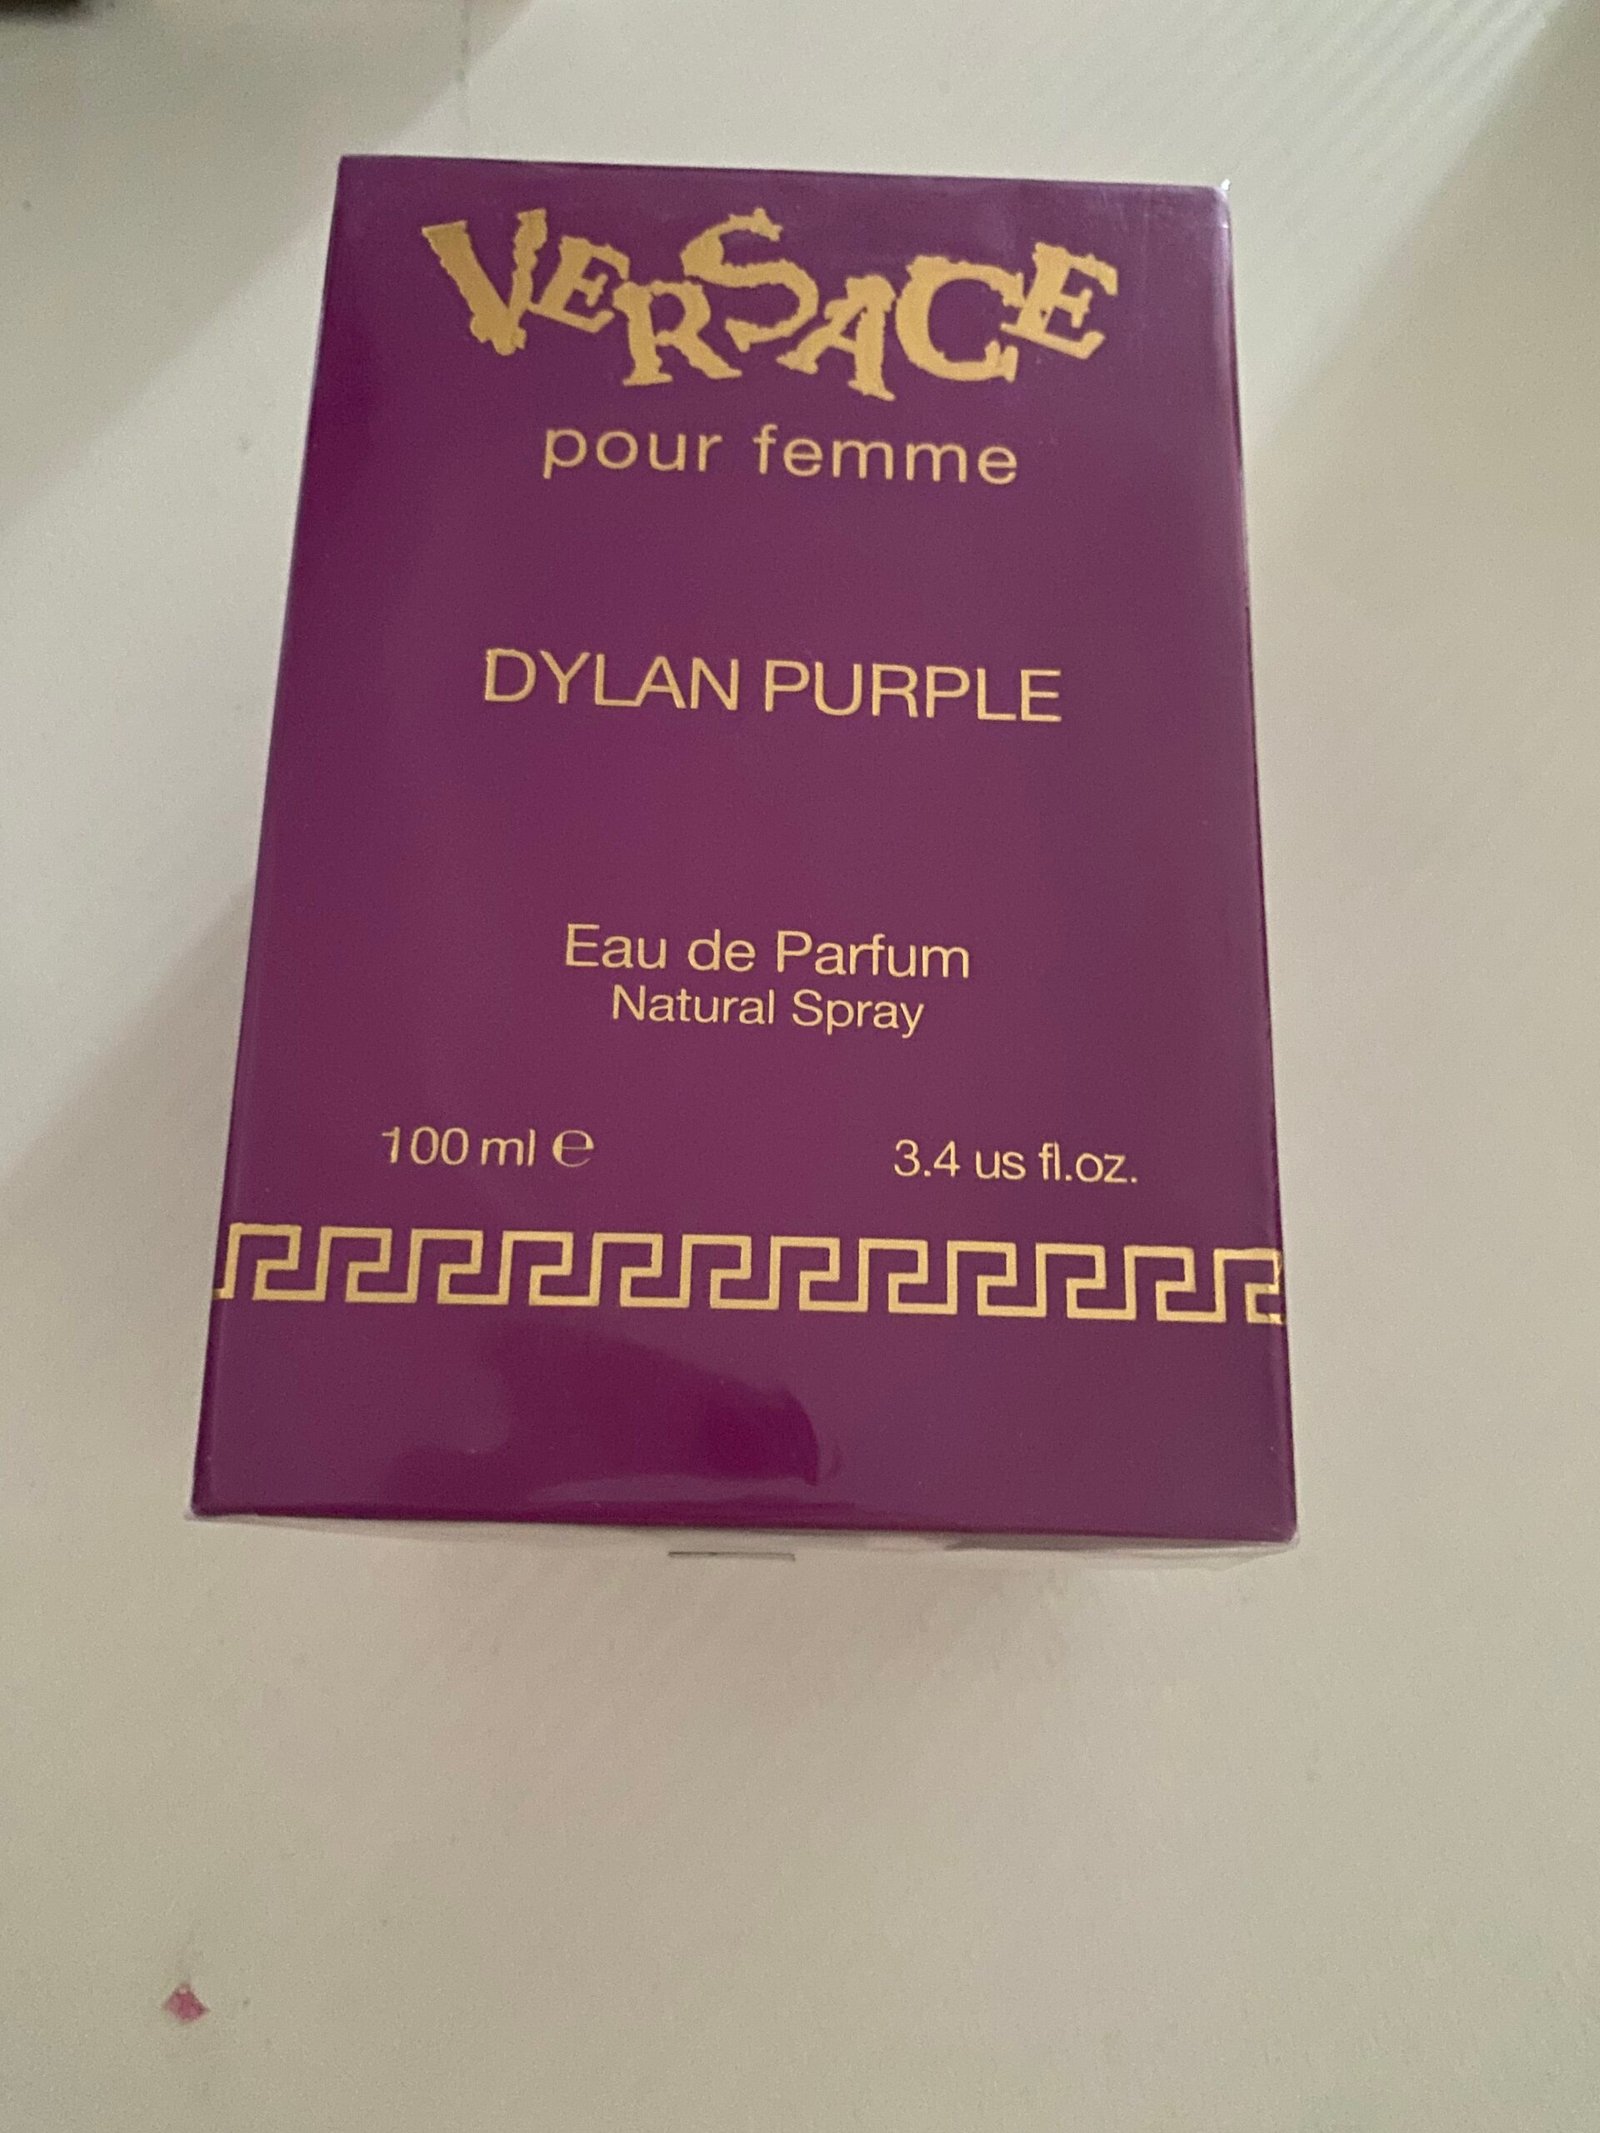 VERSACE
pour femme
DYLAN PURPLE
Eau de Parfum
Natural Spray
100 ml ℮
3.4 us fl.oz.